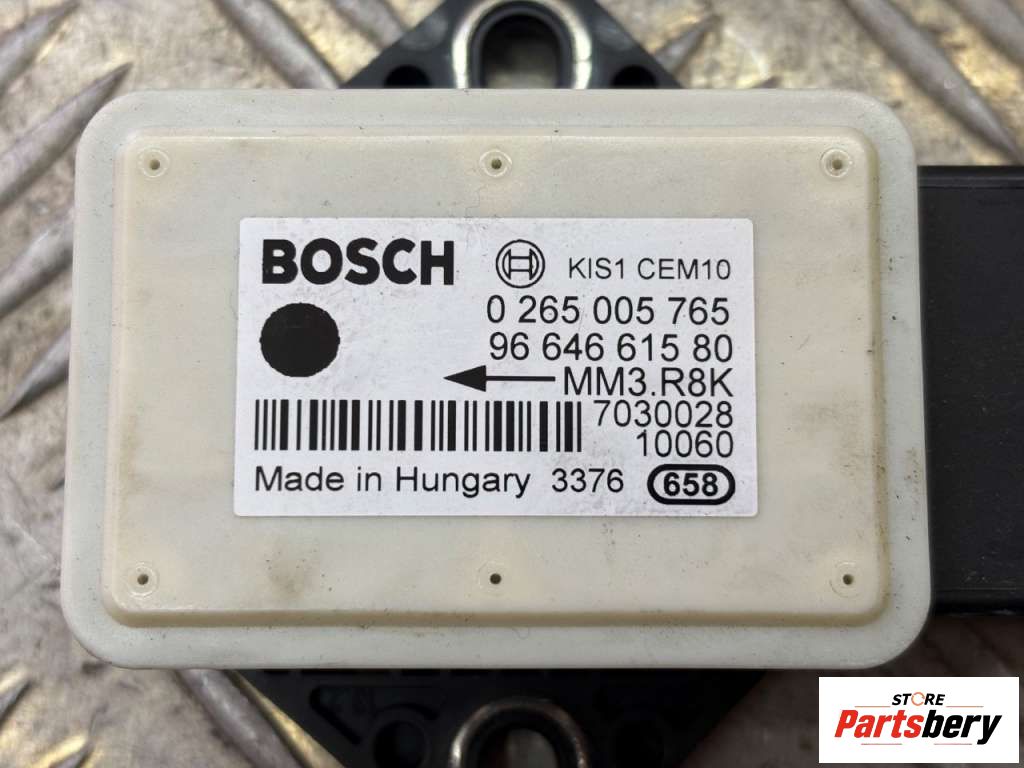 BOSCH KIS1 CEM10
0 265 005 765
96 646 615 80
MM3.R8K
7030028
10060
Made in Hungary 3376 658
STORE
Partsbery